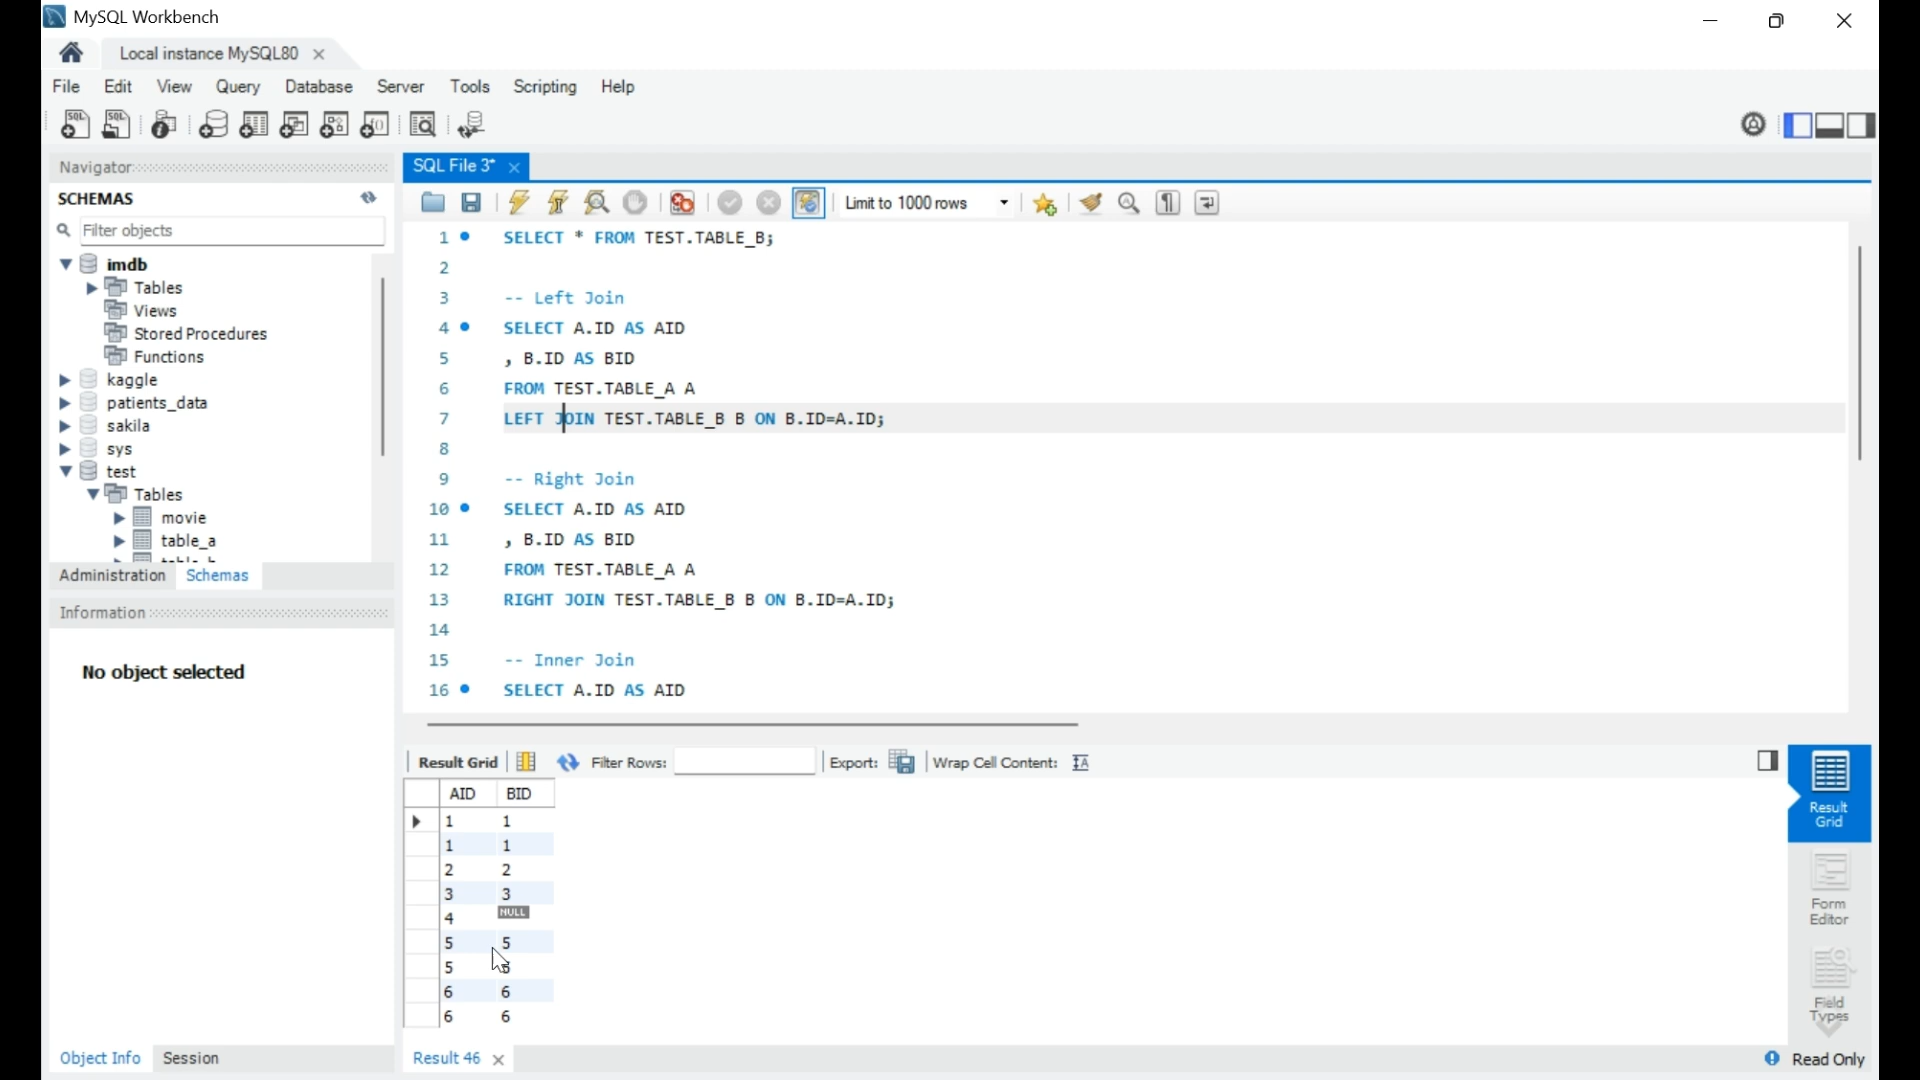 MySQL Workbench
Local instance MySQL80
File Edit View Query Database Server Tools Scripting Help
Navigator
SCHEMAS
Filter objects
imdb
Tables
Views
Stored Procedures
Functions
kaggle
patients_data
sakila
sys
test
Tables
movie
table_a
Administration Schemas
Information
No object selected
Object Info Session
SQL File 3*
Limit to 1000 rows
1 SELECT * FROM TEST.TABLE_B;
2
3 -- Left Join
4 SELECT A.ID AS AID
5 , B.ID AS BID
6 FROM TEST.TABLE_A A
7 LEFT JOIN TEST.TABLE_B B ON B.ID=A.ID;
8
9 -- Right Join
10 SELECT A.ID AS AID
11 , B.ID AS BID
12 FROM TEST.TABLE_A A
13 RIGHT JOIN TEST.TABLE_B B ON B.ID=A.ID;
14
15 -- Inner Join
16 SELECT A.ID AS AID
Result Grid Filter Rows: Export: Wrap Cell Content:
AID BID
1 1
1 1
2 2
3 3
4 NULL
5 5
5
6 6
6 6
Result Grid
Form Editor
Field Types
Result 46
Read Only